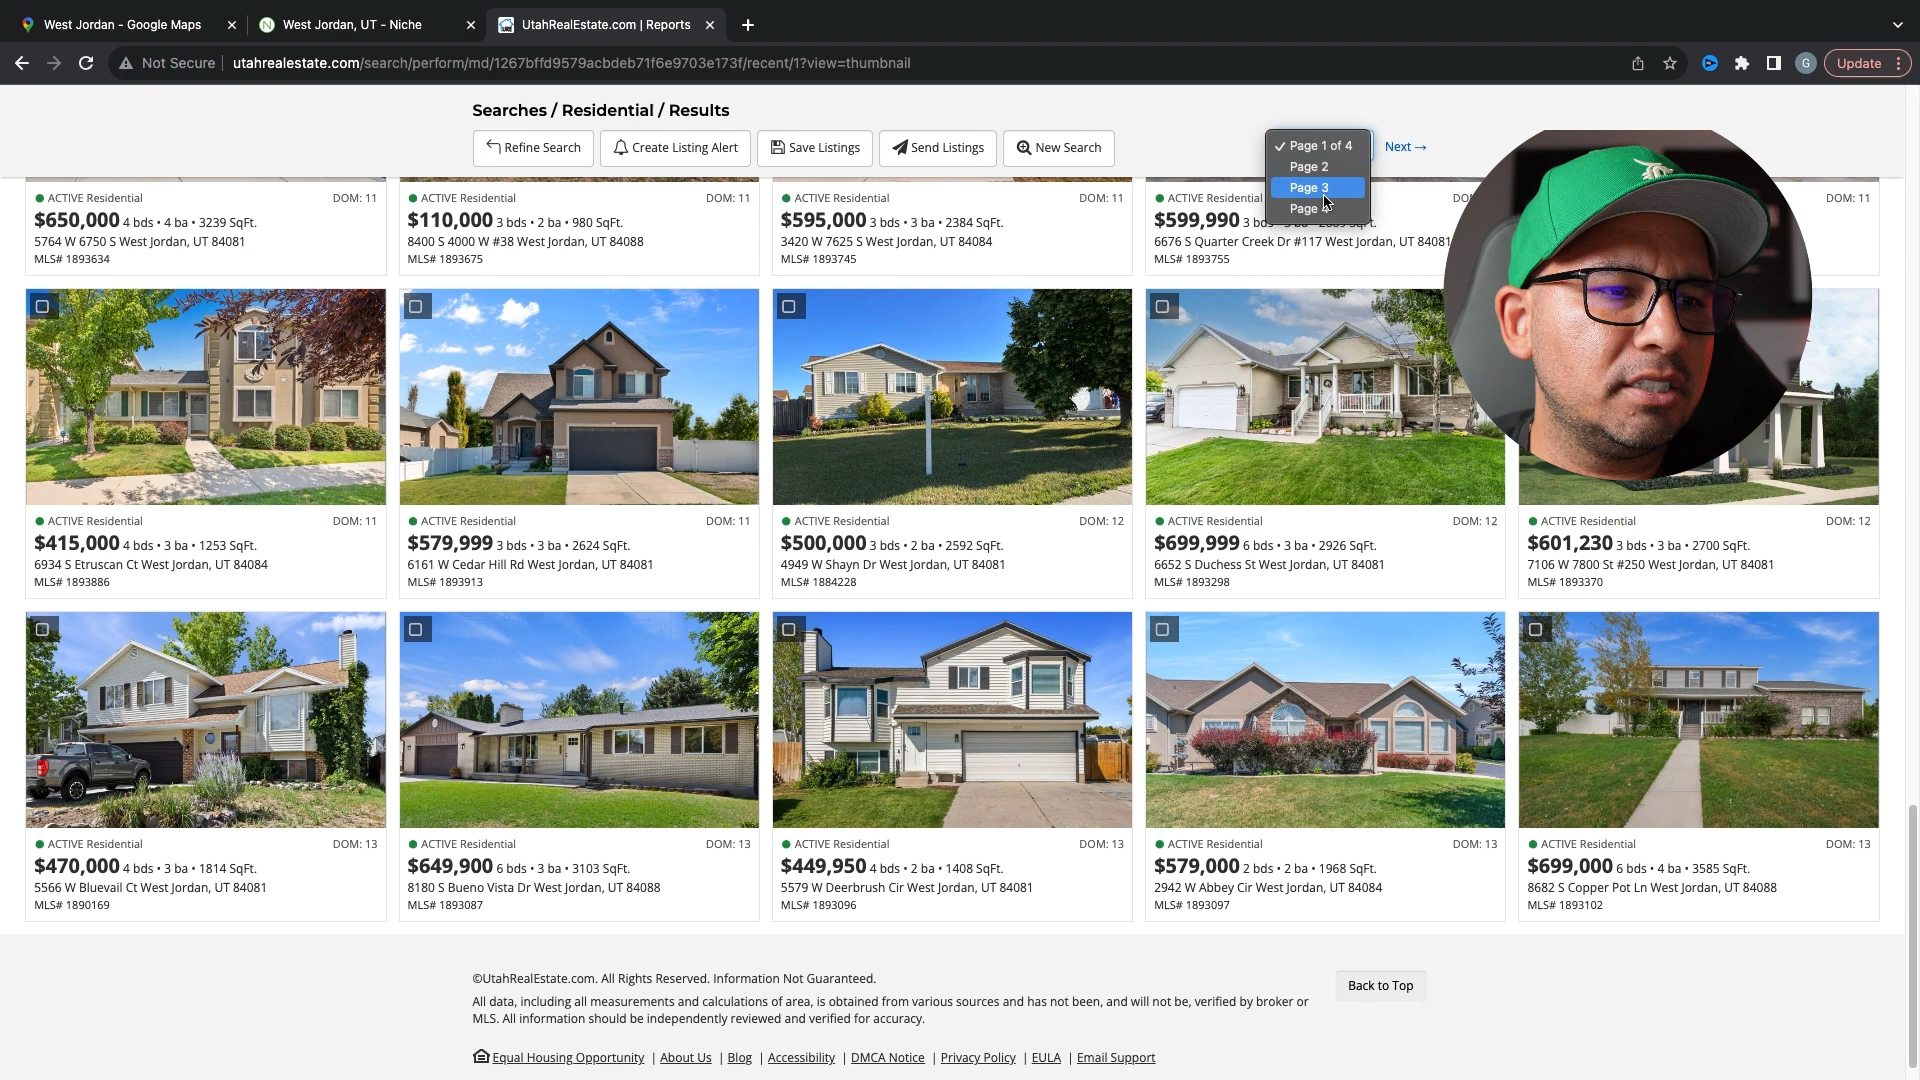 West Jordan - Google Maps
West Jordan, UT - Niche
UtahRealEstate.com | Reports
Not Secure
utahrealestate.com/search/perform/md/1267bffd9579acbdeb71f6e9703e173f/recent/1?view=thumbnail
G
Update
Searches / Residential / Results
Refine Search
Create Listing Alert
Save Listings
Send Listings
New Search
Page 1 of 4
Page 2
Page 3
Page 4
Next →
ACTIVE Residential DOM: 11
$650,000 4 bds • 4 ba • 3239 SqFt.
5764 W 6750 S West Jordan, UT 84081
MLS# 1893634
ACTIVE Residential DOM: 11
$110,000 3 bds • 2 ba • 980 SqFt.
8400 S 4000 W #38 West Jordan, UT 84088
MLS# 1893675
ACTIVE Residential DOM: 11
$595,000 3 bds • 3 ba • 2384 SqFt.
3420 W 7625 S West Jordan, UT 84084
MLS# 1893745
ACTIVE Residential
$599,990 3 bds
6676 S Quarter Creek Dr #117 West Jordan, UT 84081
MLS# 1893755
11
ACTIVE Residential DOM: 11
$415,000 4 bds • 3 ba • 1253 SqFt.
6934 S Etruscan Ct West Jordan, UT 84084
MLS# 1893886
ACTIVE Residential DOM: 11
$579,999 3 bds • 3 ba • 2624 SqFt.
6161 W Cedar Hill Rd West Jordan, UT 84081
MLS# 1893913
ACTIVE Residential DOM: 12
$500,000 3 bds • 2 ba • 2592 SqFt.
4949 W Shayn Dr West Jordan, UT 84081
MLS# 1884228
ACTIVE Residential DOM: 12
$699,999 6 bds • 3 ba • 2926 SqFt.
6652 S Duchess St West Jordan, UT 84081
MLS# 1893298
ACTIVE Residential DOM: 12
$601,230 3 bds • 3 ba • 2700 SqFt.
7106 W 7800 St #250 West Jordan, UT 84081
MLS# 1893370
ACTIVE Residential DOM: 13
$470,000 4 bds • 3 ba • 1814 SqFt.
5566 W Bluevail Ct West Jordan, UT 84081
MLS# 1890169
ACTIVE Residential DOM: 13
$649,900 6 bds • 3 ba • 3103 SqFt.
8180 S Bueno Vista Dr West Jordan, UT 84088
MLS# 1893087
ACTIVE Residential DOM: 13
$449,950 4 bds • 2 ba • 1408 SqFt.
5579 W Deerbrush Cir West Jordan, UT 84081
MLS# 1893096
ACTIVE Residential DOM: 13
$579,000 2 bds • 2 ba • 1968 SqFt.
2942 W Abbey Cir West Jordan, UT 84084
MLS# 1893097
ACTIVE Residential DOM: 13
$699,000 6 bds • 4 ba • 3585 SqFt.
8682 S Copper Pot Ln West Jordan, UT 84088
MLS# 1893102
©UtahRealEstate.com. All Rights Reserved. Information Not Guaranteed.
All data, including all measurements and calculations of area, is obtained from various sources and has not been, and will not be, verified by broker or
MLS. All information should be independently reviewed and verified for accuracy.
Back to Top
Equal Housing Opportunity | About Us | Blog | Accessibility | DMCA Notice | Privacy Policy | EULA | Email Support